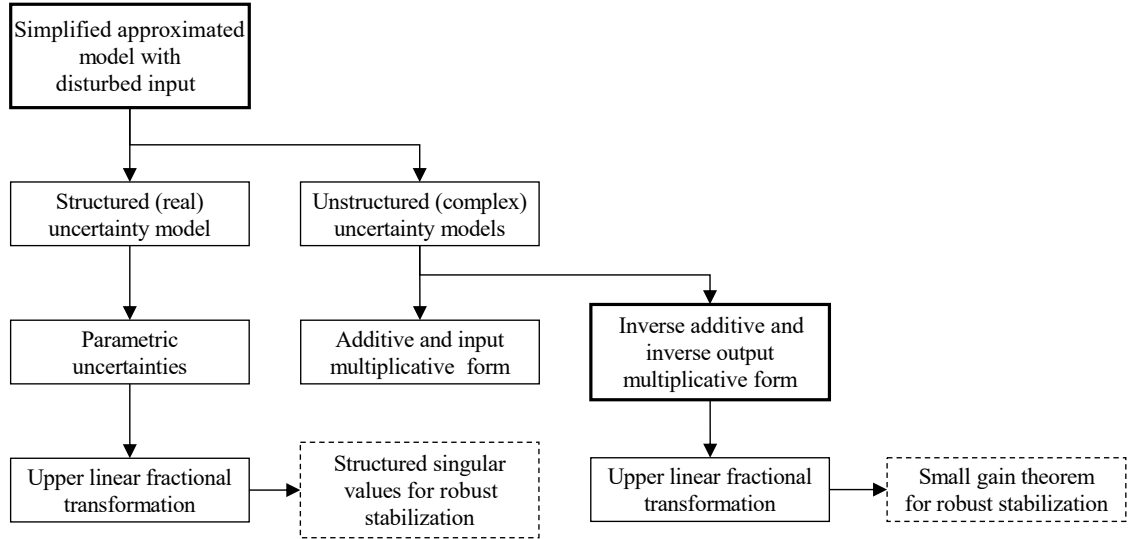 Simplified approximated
model with
disturbed input
Structured (real)
uncertainty model
Unstructured (complex)
uncertainty models
Parametric
uncertainties
Additive and input
multiplicative form
Inverse additive and
inverse output
multiplicative form
Upper linear fractional
transformation
Structured singular
values for robust
stabilization
Upper linear fractional
transformation
Small gain theorem
for robust stabilization